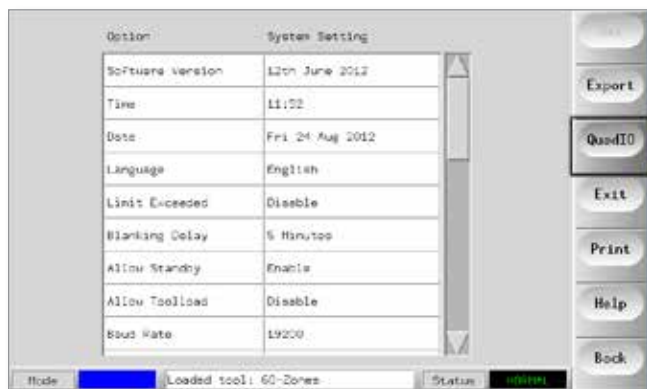 Option System Setting
Software Version 12th June 2012
Time 11:52
Date Fri 24 Aug 2012
Language English
Limit Exceeded Disable
Blanking Delay 5 Minutes
Allow Standby Enable
Allow Toolload Disable
Baud Rate 19200
Export
QuadIO
Exit
Print
Help
Back
Mode Loaded tool: 60-Zones Status NORMAL